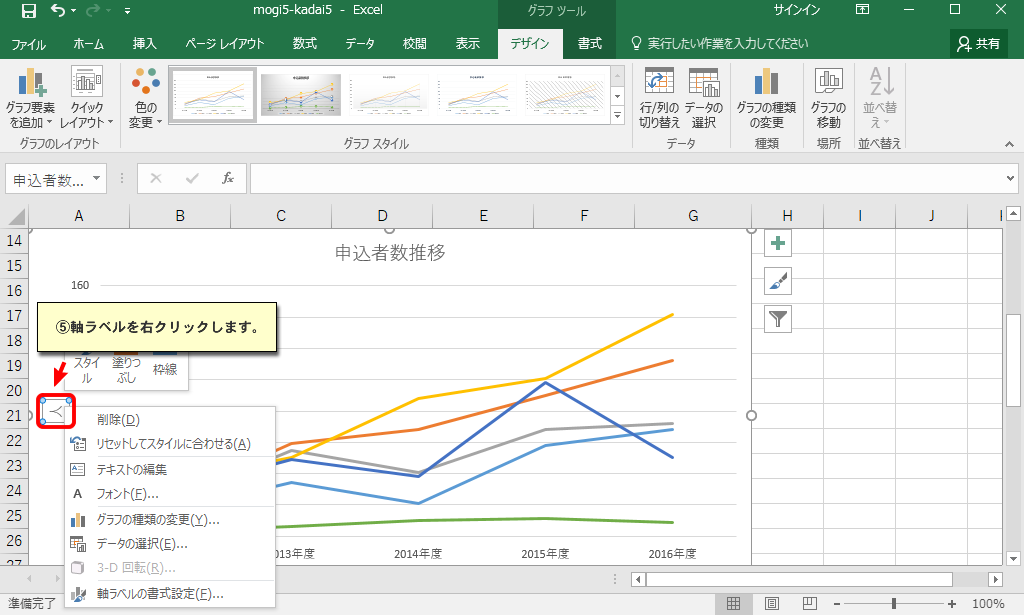 mogi5-kadai5 - Excel
グラフ ツール
サインイン
ファイル ホーム 挿入 ページ レイアウト 数式 データ 校閲 表示 デザイン 書式 実行したい作業を入力してください 共有
グラフ要素を追加
クイックレイアウト
色の変更
行/列の切り替え
データの選択
グラフの種類の変更
グラフの移動
並べ替え
グラフのレイアウト グラフ スタイル データ 種類 場所 並べ替え
申込者数... fx
A B C D E F G H I J
14
15
16
17
18
19
20
21
22
23
24
25
26
27
申込者数推移
160
⑤軸ラベルを右クリックします。
スタイル
塗りつぶし
枠線
人
削除(D)
リセットしてスタイルに合わせる(A)
テキストの編集
A フォント(F)...
グラフの種類の変更(Y)...
データの選択(E)...
3-D 回転(R)...
軸ラベルの書式設定(F)...
013年度 2014年度 2015年度 2016年度
準備完了
100%